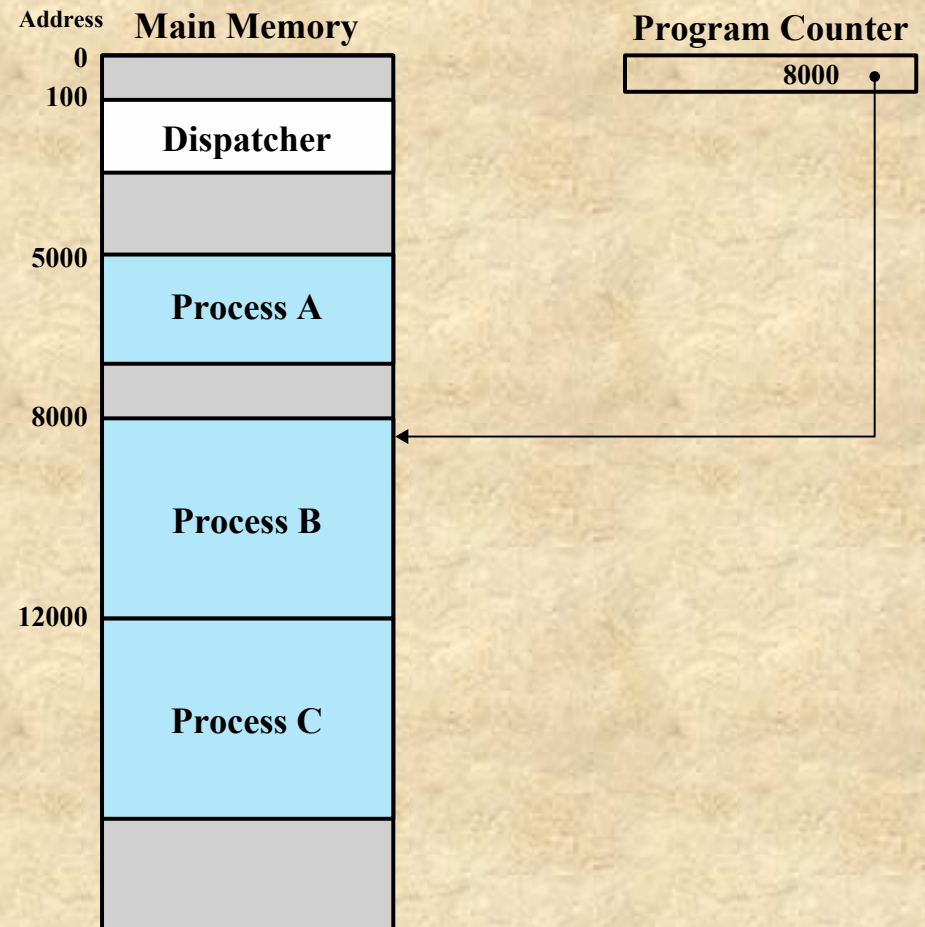 Address
Main Memory
Program Counter
0
8000
100
Dispatcher
5000
Process A
8000
Process B
12000
Process C